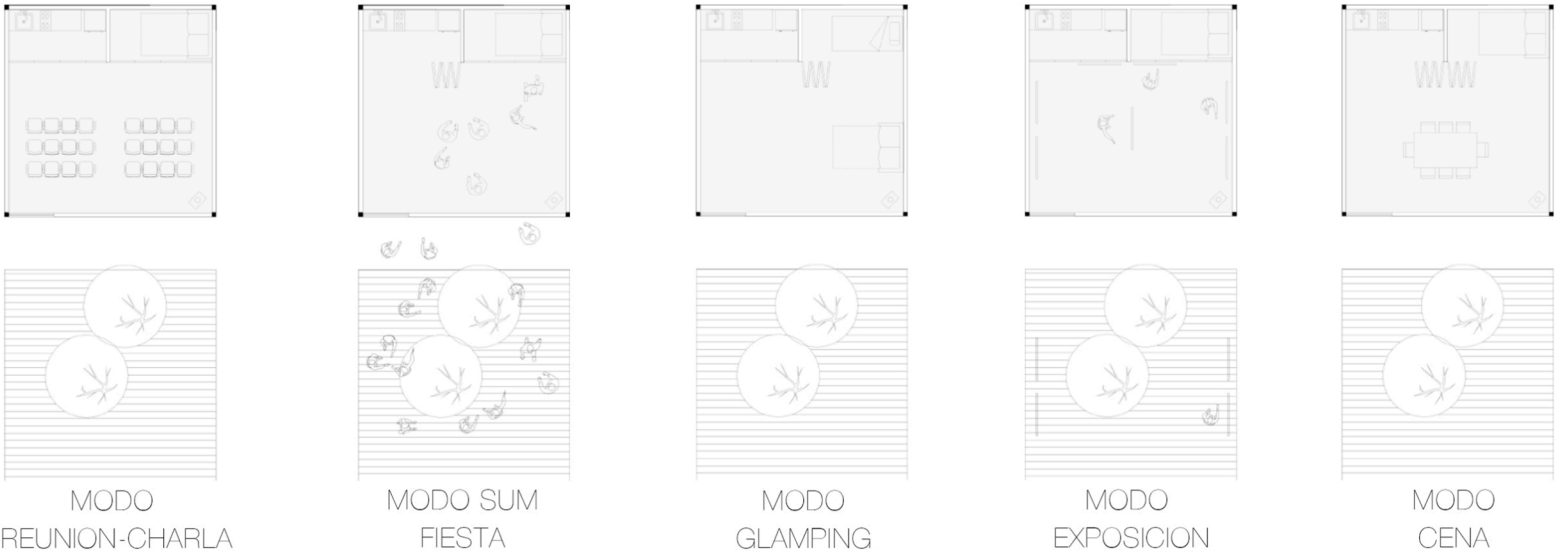 MODO
REUNION-CHARLA
MODO SUM
FIESTA
MODO
GLAMPING
MODO
EXPOSICION
MODO
CENA